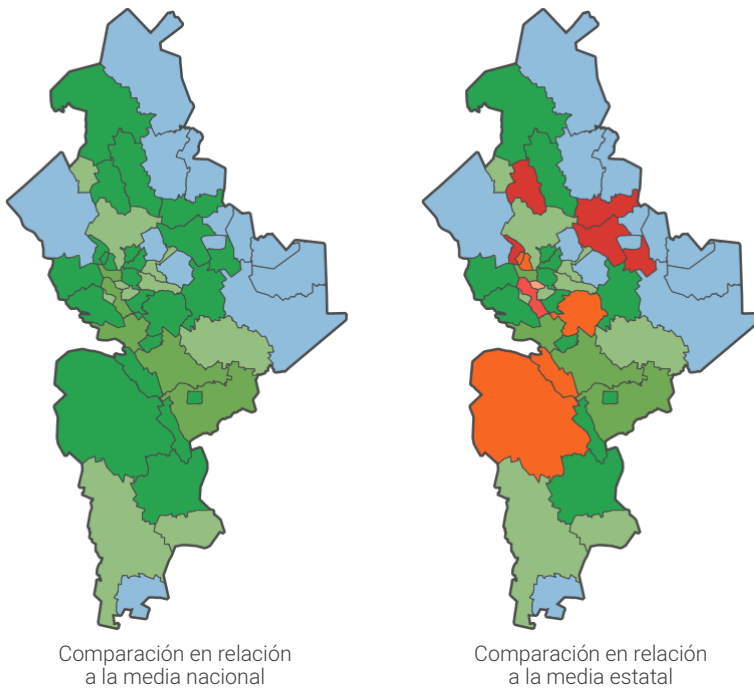 Comparación en relación
a la media nacional
Comparación en relación
a la media estatal